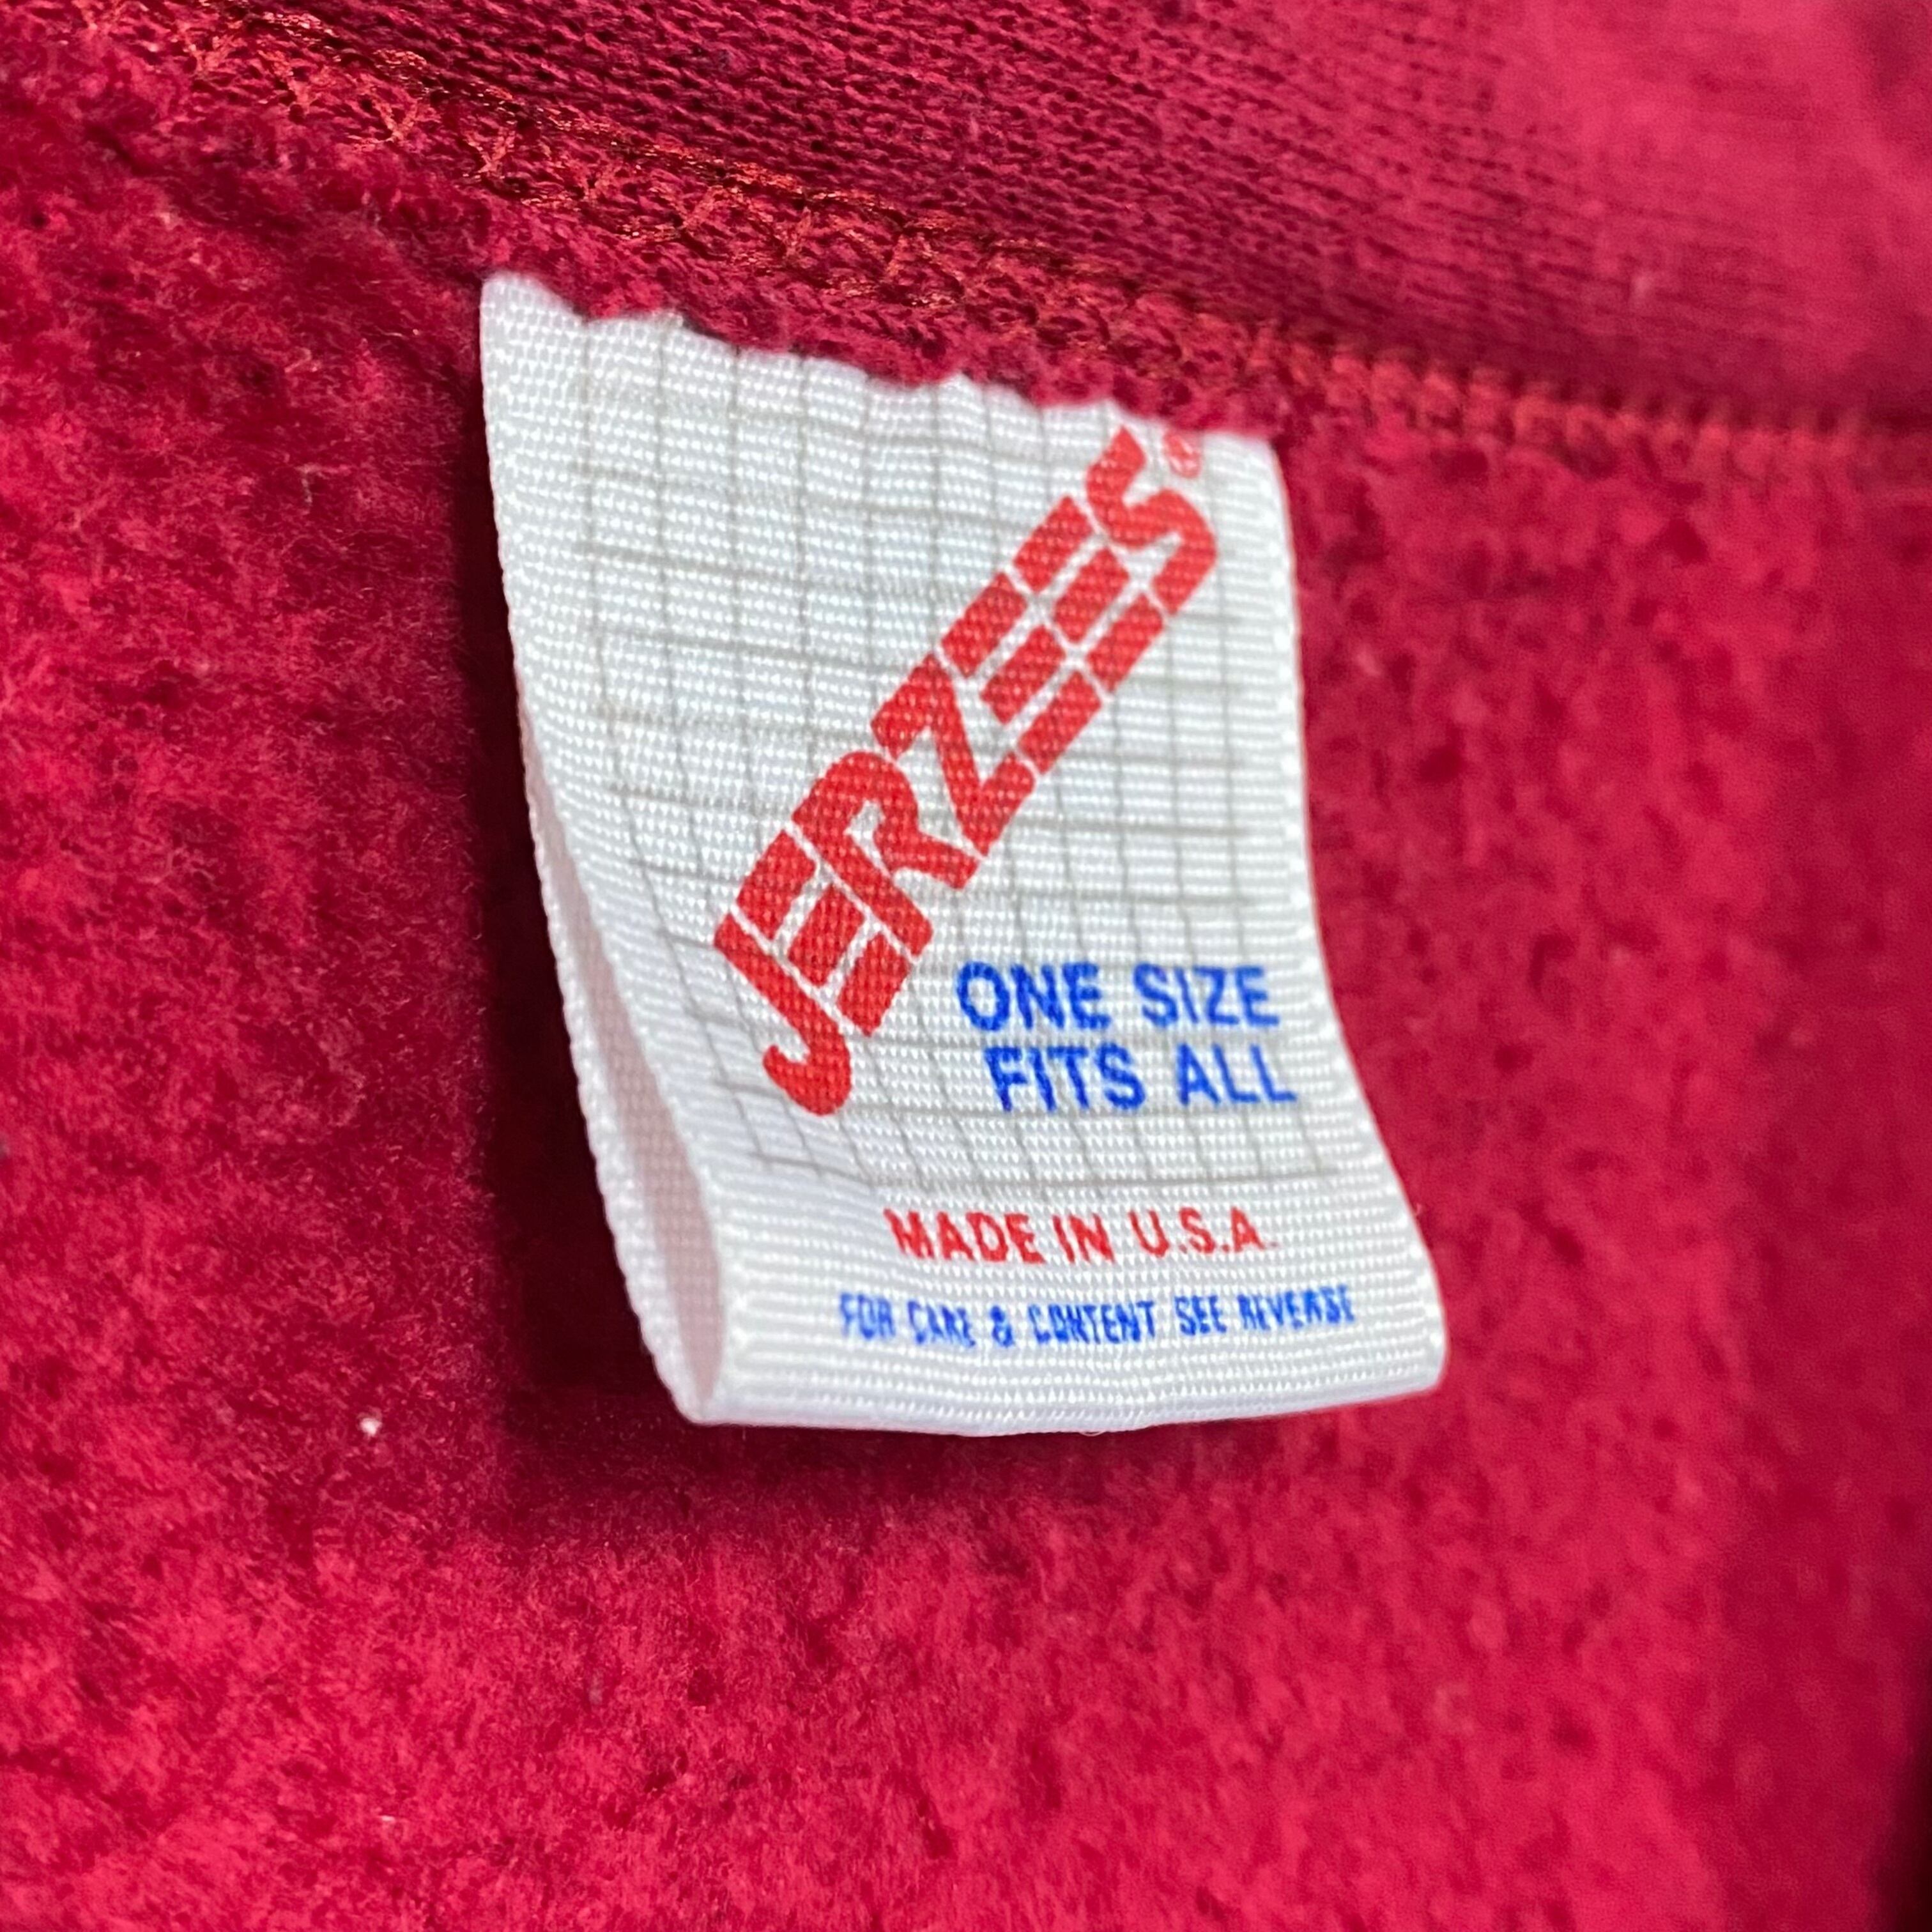 JERZEES®
ONE SIZE
FITS ALL
MADE IN U.S.A.
FOR CARE & CONTENT SEE REVERSE